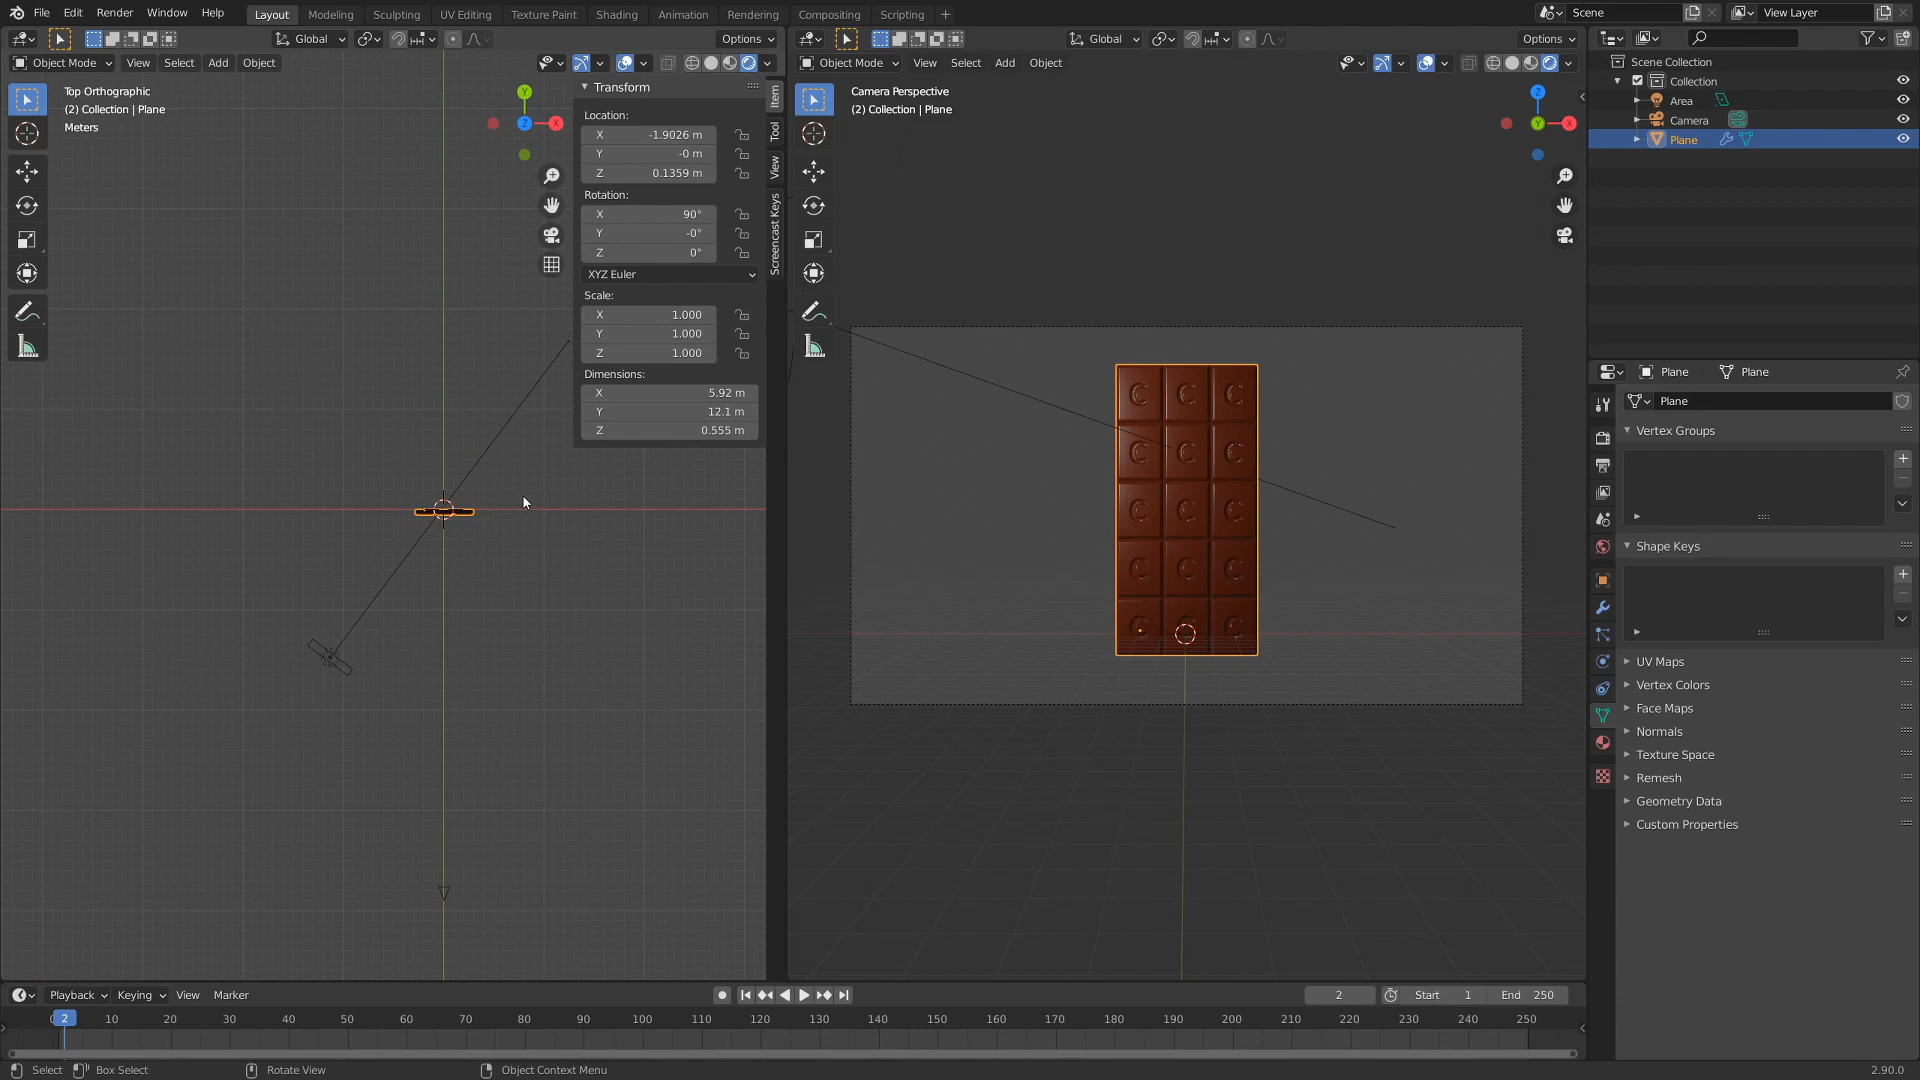 File Edit Render Window Help Layout Modeling Sculpting UV Editing Texture Paint Shading Animation Rendering Compositing Scripting + Scene View Layer
Global Options Global Options
Object Mode View Select Add Object Object Mode View Select Add Object
Top Orthographic
(2) Collection | Plane
Meters
Transform
Location:
X -1.9026 m
Y -0 m
Z 0.1359 m
Rotation:
X 90°
Y -0°
Z 0°
XYZ Euler
Scale:
X 1.000
Y 1.000
Z 1.000
Dimensions:
X 5.92 m
Y 12.1 m
Z 0.555 m
Item
Tool
View
Screencast Keys
Y
Z
X
Camera Perspective
(2) Collection | Plane
Z
Y
X
C C C
C C C
C C C
C C C
C C C
Scene Collection
Collection
Area
Camera
Plane
Plane Plane
Plane
Vertex Groups
Shape Keys
UV Maps
Vertex Colors
Face Maps
Normals
Texture Space
Remesh
Geometry Data
Custom Properties
Playback Keying View Marker 2 Start 1 End 250
2 10 20 30 40 50 60 70 80 90 100 110 120 130 140 150 160 170 180 190 200 210 220 230 240 250
Select Box Select Rotate View Object Context Menu 2.90.0